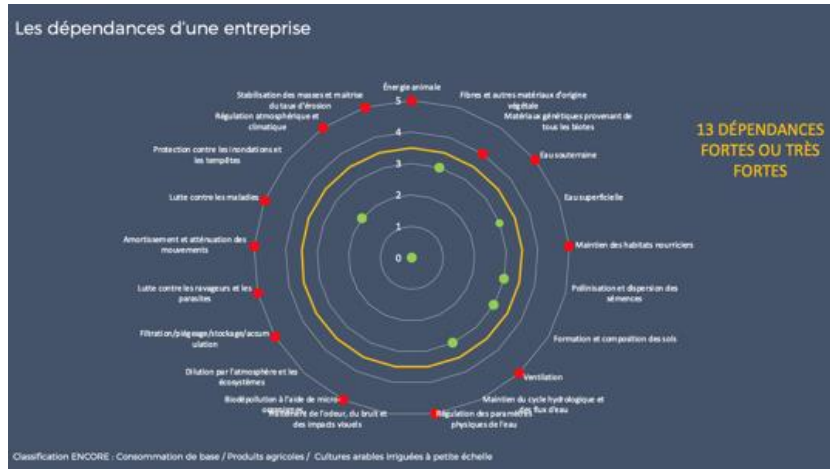 Les dépendances d'une entreprise
Énergie animale
Stabilisation des masses et maitrise
du taux d'érosion
Fibres et autres matériaux d'origine
végétale
Régulation atmosphérique et
climatique
Matériaux génétiques provenant de
tous les biotes
13 DÉPENDANCES
FORTES OU TRÈS
FORTES
Protection contre les inondations et
les tempêtes
Eau souterraine
Lutte contre les maladies
Eau superficielle
Amortissement et atténuation des
mouvements
Maintien des habitats nourriciers
Lutte contre les ravageurs et les
parasites
Pollinisation et dispersion des
sémences
Filtration/piégeage/stockage/accum
ulation
Formation et composition des sols
Dilution par l'atmosphère et les
écosystèmes
Ventilation
Biodépollution à l'aide de micro-
Maintien du cycle hydrologique et
des flux d'eau
de l'odeur, du bruit et
des impacts visuels
Régulation des paramètres
physiques de l'eau
5
4
3
2
1
0
Classification ENCORE : Consommation de base / Produits agricoles / Cultures arables irriguées à petite échelle